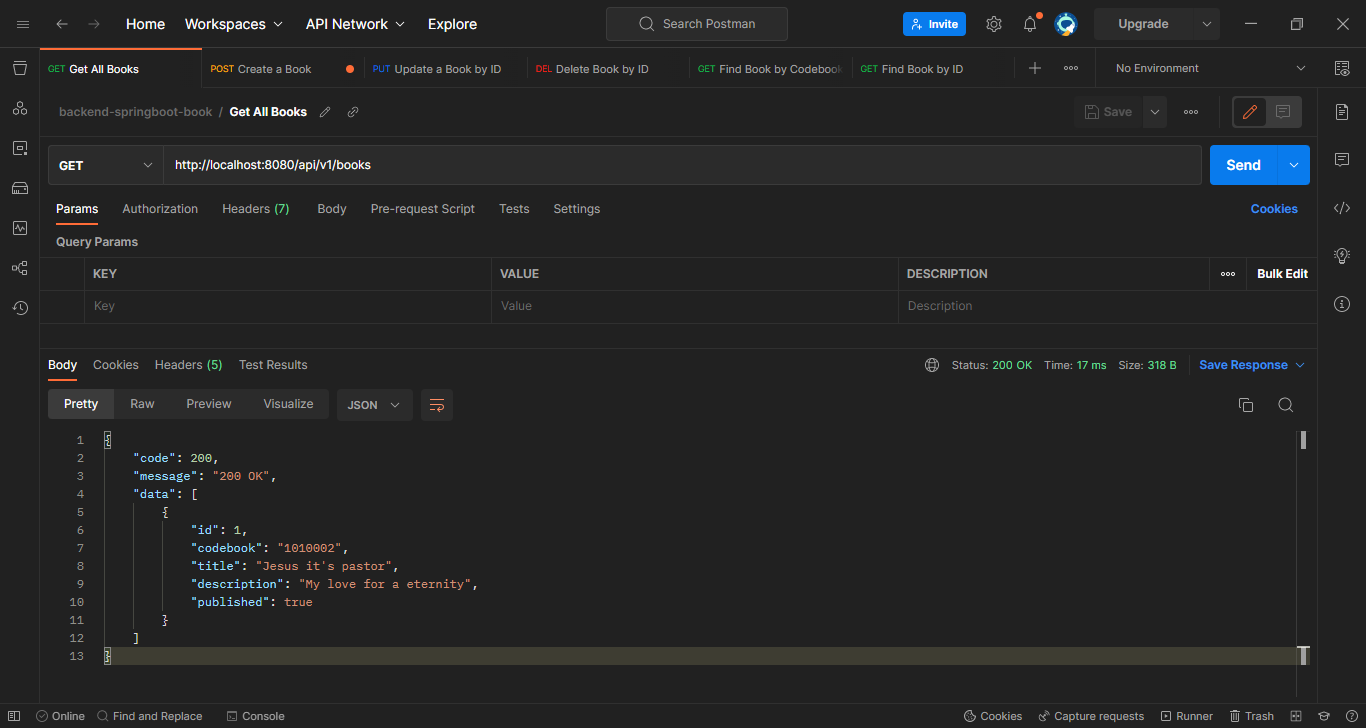 Home Workspaces API Network Explore Search Postman Invite Upgrade
GET Get All Books POST Create a Book PUT Update a Book by ID DEL Delete Book by ID GET Find Book by Codebook GET Find Book by ID No Environment
backend-springboot-book / Get All Books Save
GET http://localhost:8080/api/v1/books Send
Params Authorization Headers (7) Body Pre-request Script Tests Settings Cookies
Query Params
KEY VALUE DESCRIPTION Bulk Edit
Key Value Description
Body Cookies Headers (5) Test Results Status: 200 OK Time: 17 ms Size: 318 B Save Response
Pretty Raw Preview Visualize JSON
1 {
2 "code": 200,
3 "message": "200 OK",
4 "data": [
5 {
6 "id": 1,
7 "codebook": "1010002",
8 "title": "Jesus it's pastor",
9 "description": "My love for a eternity",
10 "published": true
11 }
12 ]
13 }
Online Find and Replace Console Cookies Capture requests Runner Trash